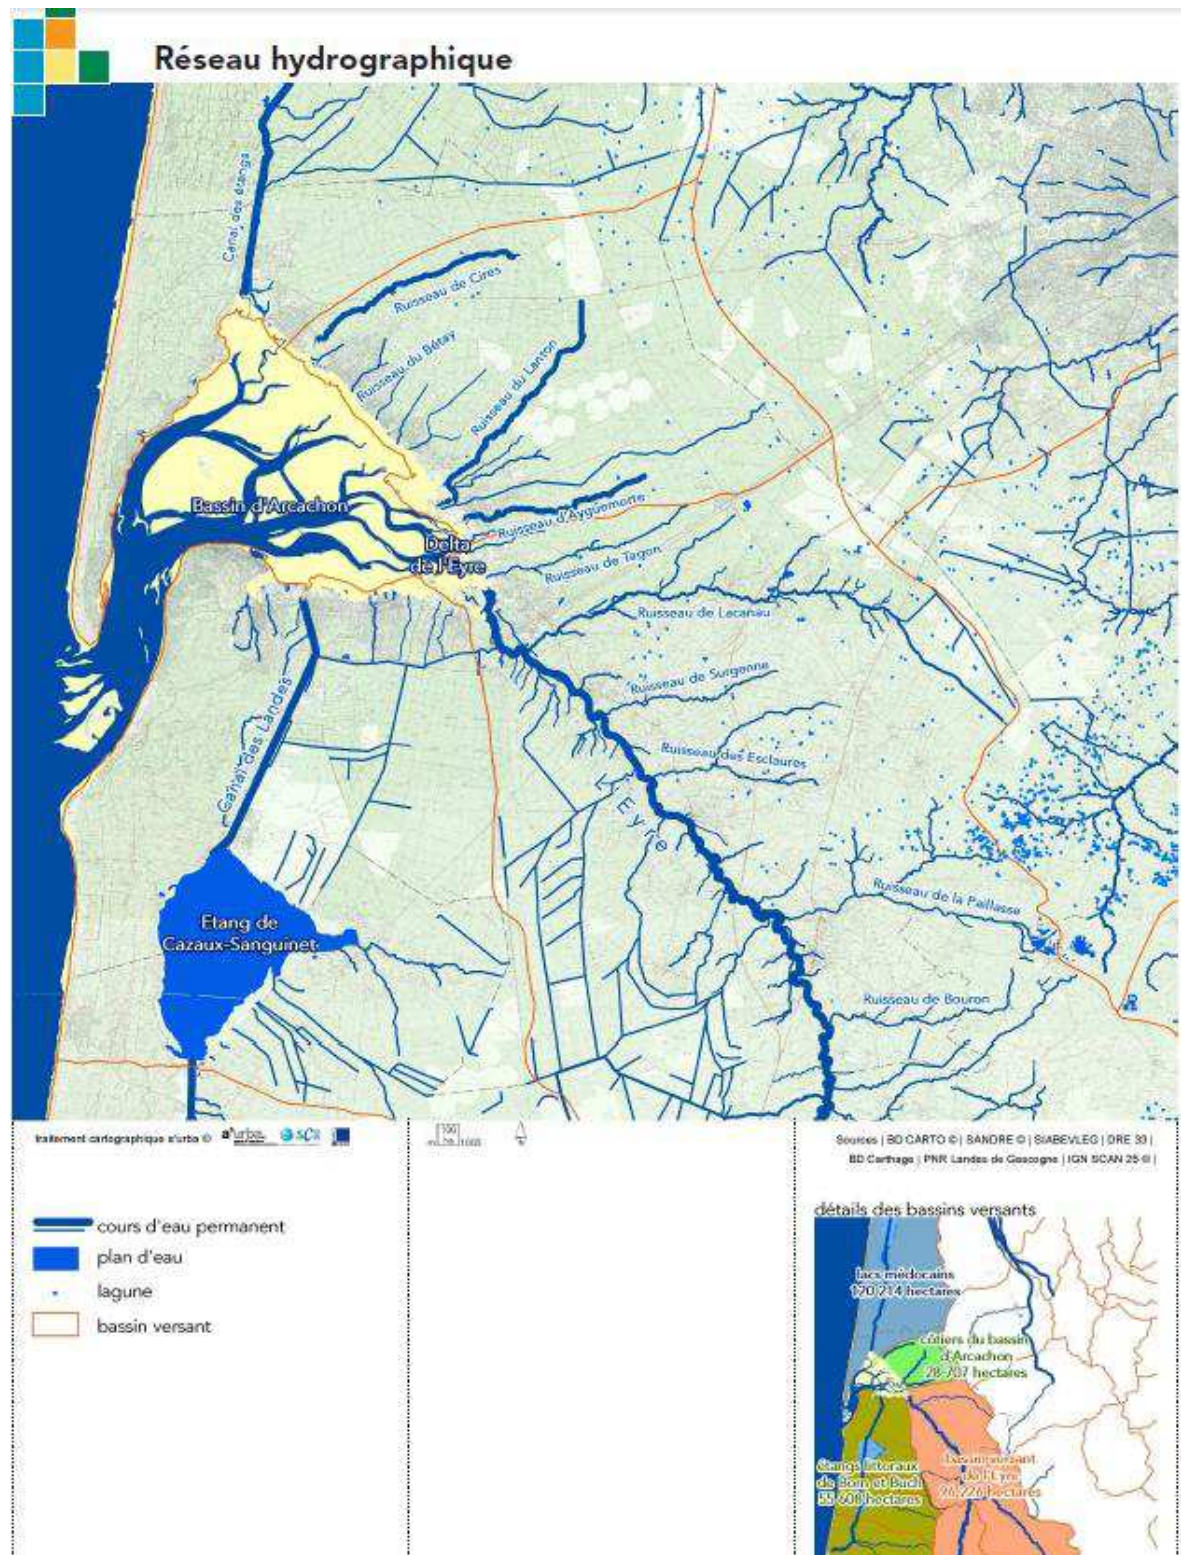 Réseau hydrographique
Canal des étangs
Ruisseau de Cires
Ruisseau du Bétay
Ruisseau du Lanton
Bassin d'Arcachon
Ruisseau d'Ayguemorte
Delta
de l'Eyre
Ruisseau de Tagon
Ruisseau de Lacanau
Ruisseau de Surgenne
Canal des Landes
Ruisseau des Esclaures
L'Eyre
Ruisseau de la Paillasse
Etang de
Cazaux-Sanguinet
Ruisseau de Bouron
traitement cartographique a'urba ©
a'urba.
Sources | BD CARTO © | SANDRE © | SIABEVLEG | DRE 33 |
BD Carthage | PNR Landes de Gascogne | IGN SCAN 25 © |
cours d'eau permanent
plan d'eau
lagune
bassin versant
détails des bassins versants
lacs médocains
120 214 hectares
côtiers du bassin
d'Arcachon
28 707 hectares
étangs littoraux
de Born et Buch
55 608 hectares
bassin versant
de l'Eyre
96 226 hectares